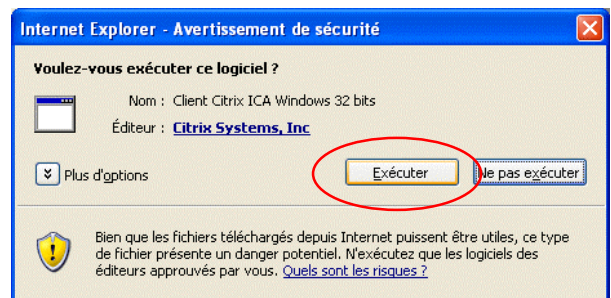 Internet Explorer - Avertissement de sécurité
Voulez-vous exécuter ce logiciel ?
Nom : Client Citrix ICA Windows 32 bits
Éditeur : Citrix Systems, Inc
Plus d'options
Exécuter
Ne pas exécuter
Bien que les fichiers téléchargés depuis Internet puissent être utiles, ce type
de fichier présente un danger potentiel. N'exécutez que les logiciels des
éditeurs approuvés par vous. Quels sont les risques ?